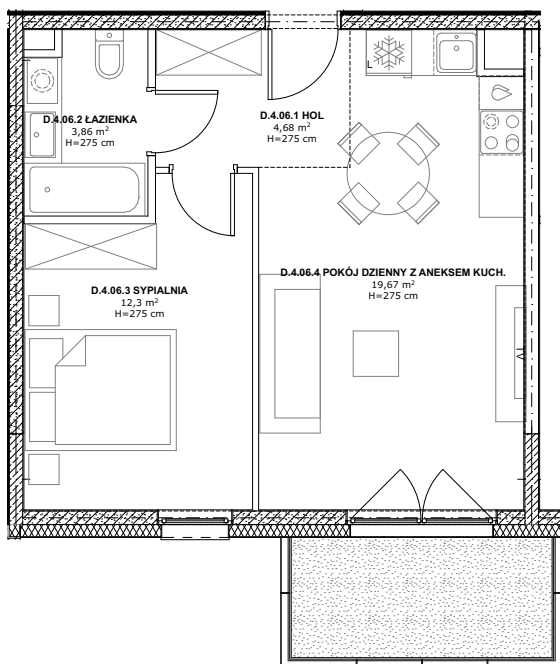 D.4.06.2 ŁAZIENKA
3,86 m²
H=275 cm
D.4.06.1 HOL
4,68 m²
H=275 cm
L
D.4.06.3 SYPIALNIA
12,3 m²
H=275 cm
D.4.06.4 POKÓJ DZIENNY Z ANEKSEM KUCH.
19,67 m²
H=275 cm
TV